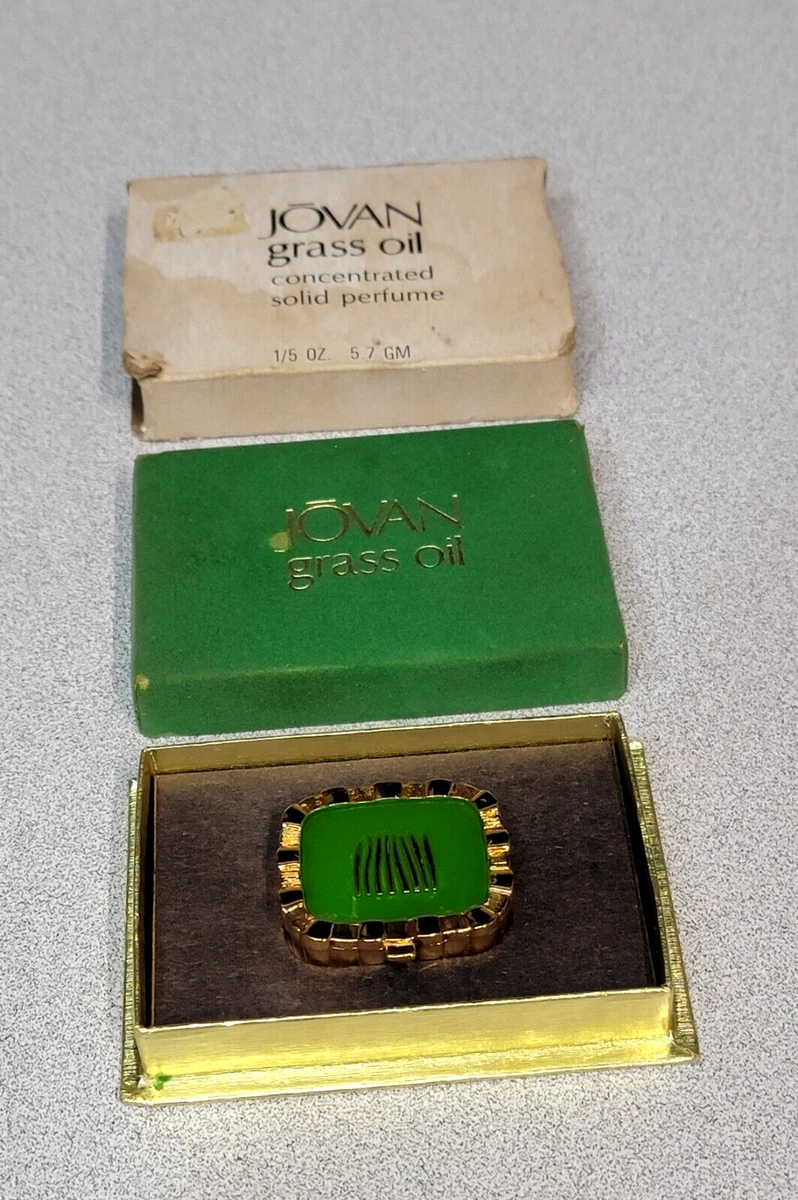 JŌVAN
grass oil
concentrated
solid perfume
1/5 OZ. 5.7 GM
JŌVAN
grass oil